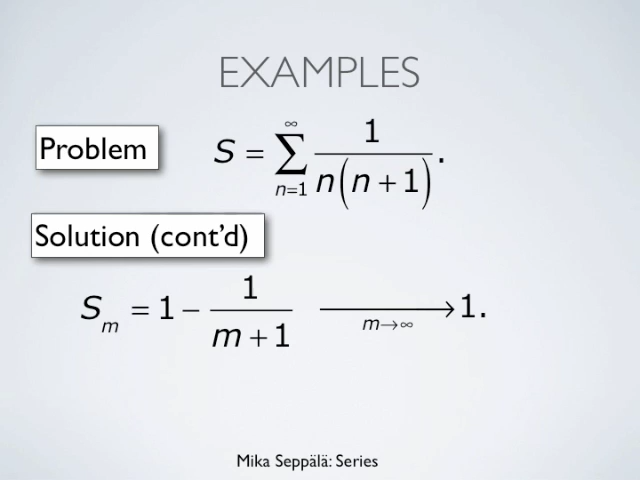 EXAMPLES
Problem S = ∑_{n=1}^{∞} 1/(n(n+1)).
Solution (cont'd)
S_m = 1 − 1/(m+1) ⟶_{m→∞} 1.
Mika Seppälä: Series